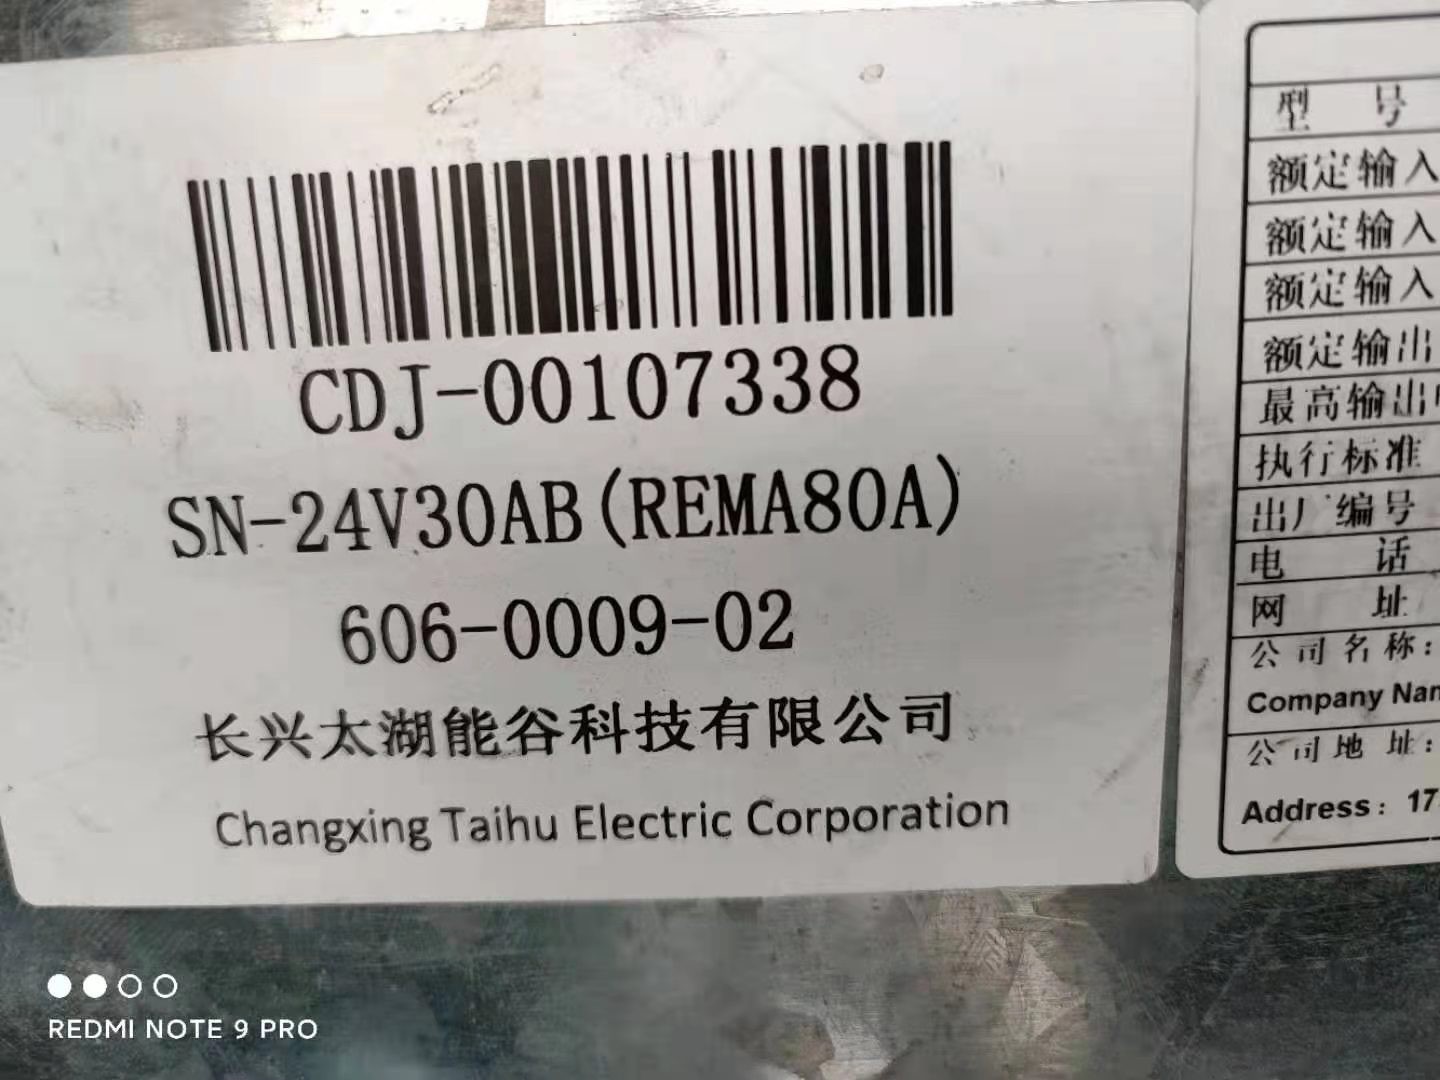 CDJ-00107338
SN-24V30AB(REMA80A)
606-0009-02
长兴太湖能谷科技有限公司
Changxing Taihu Electric Corporation
型 号
额定输入
额定输入
额定输入
额定输出
最高输出
执行标准
出厂编号
电 话
网 址
公司名称:
Company Nam
公司地址:
Address: 17
REDMI NOTE 9 PRO